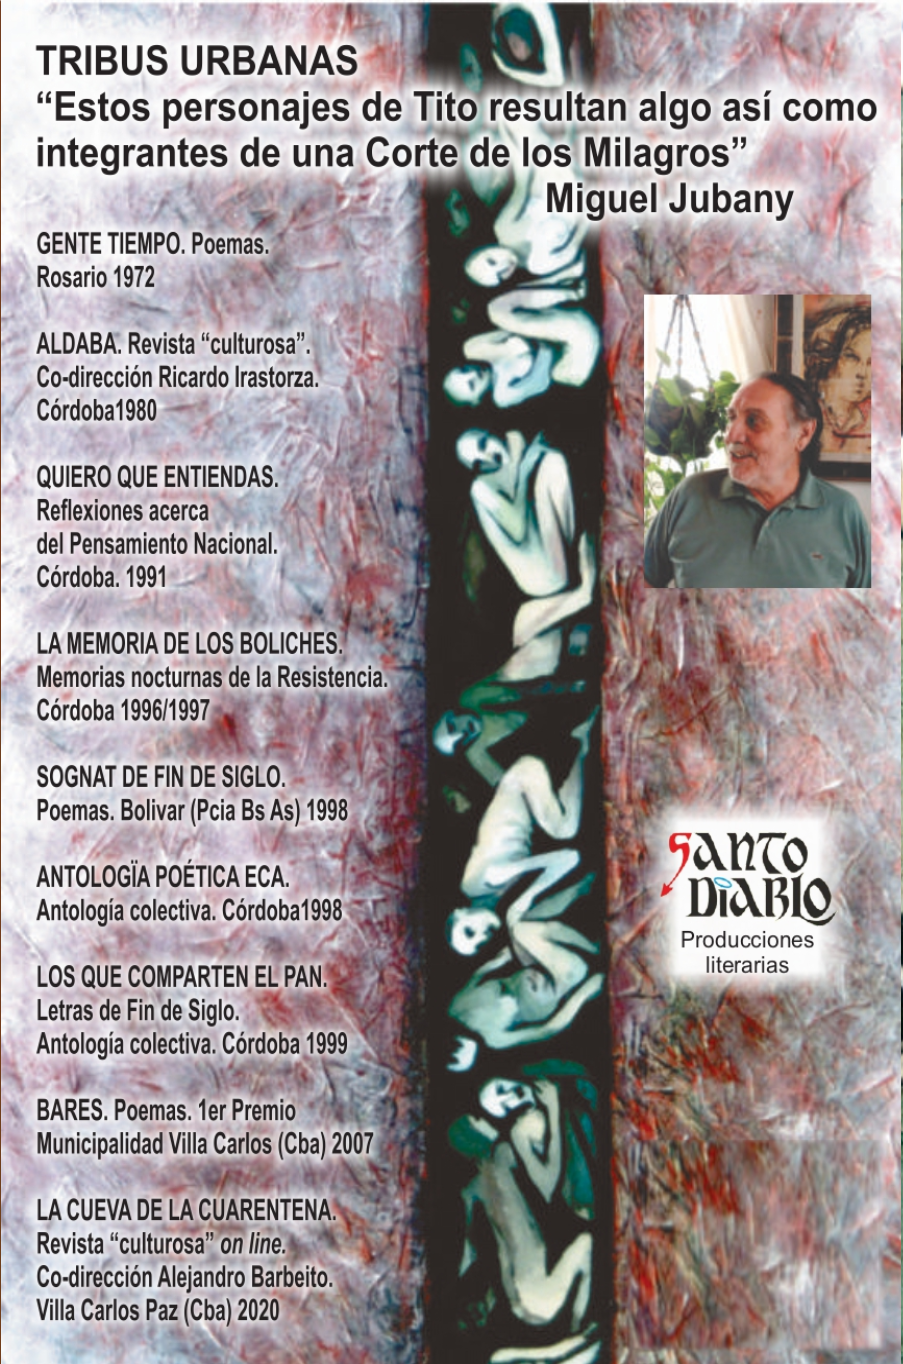 TRIBUS URBANAS
“Estos personajes de Tito resultan algo así como
integrantes de una Corte de los Milagros”
Miguel Jubany
GENTE TIEMPO. Poemas.
Rosario 1972
ALDABA. Revista “culturosa”.
Co-dirección Ricardo Irastorza.
Córdoba1980
QUIERO QUE ENTIENDAS.
Reflexiones acerca
del Pensamiento Nacional.
Córdoba. 1991
LA MEMORIA DE LOS BOLICHES.
Memorias nocturnas de la Resistencia.
Córdoba 1996/1997
SOGNAT DE FIN DE SIGLO.
Poemas. Bolivar (Pcia Bs As) 1998
ANTOLOGÏA POÉTICA ECA.
Antología colectiva. Córdoba1998
LOS QUE COMPARTEN EL PAN.
Letras de Fin de Siglo.
Antología colectiva. Córdoba 1999
BARES. Poemas. 1er Premio
Municipalidad Villa Carlos (Cba) 2007
LA CUEVA DE LA CUARENTENA.
Revista “culturosa” on line.
Co-dirección Alejandro Barbeito.
Villa Carlos Paz (Cba) 2020
SANTO
DIABLO
Producciones
literarias